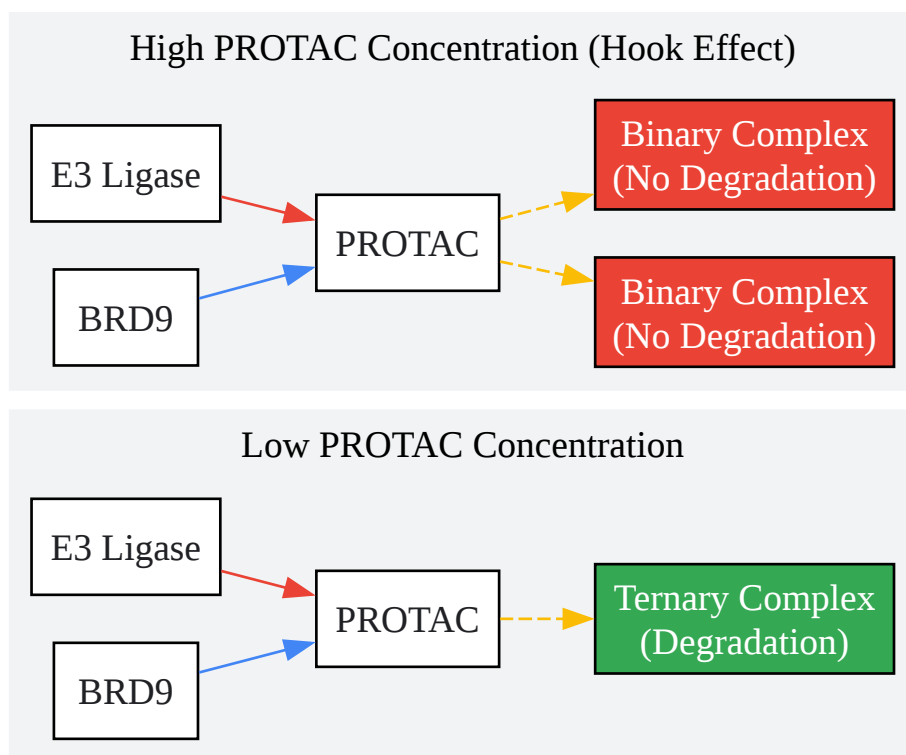 High PROTAC Concentration (Hook Effect)
E3 Ligase
BRD9
PROTAC
Binary Complex
(No Degradation)
Binary Complex
(No Degradation)
Low PROTAC Concentration
E3 Ligase
BRD9
PROTAC
Ternary Complex
(Degradation)